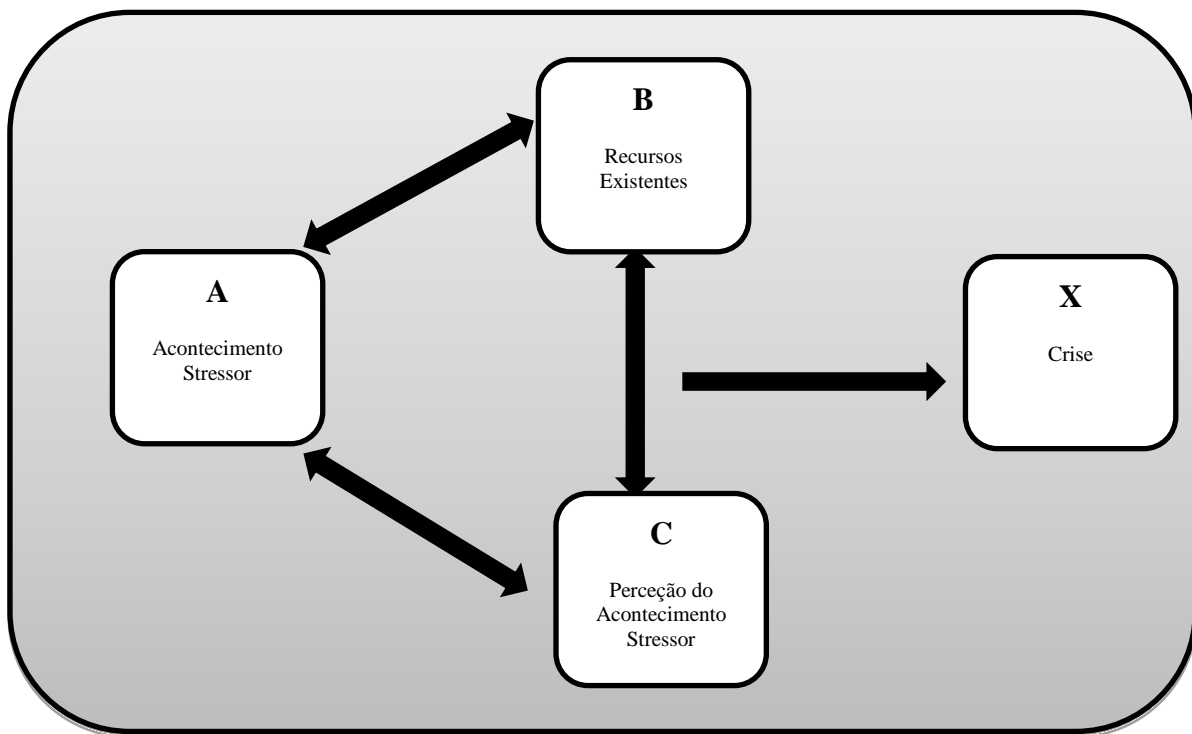 B
Recursos
Existentes
A
Acontecimento
Stressor
X
Crise
C
Perceção do
Acontecimento
Stressor